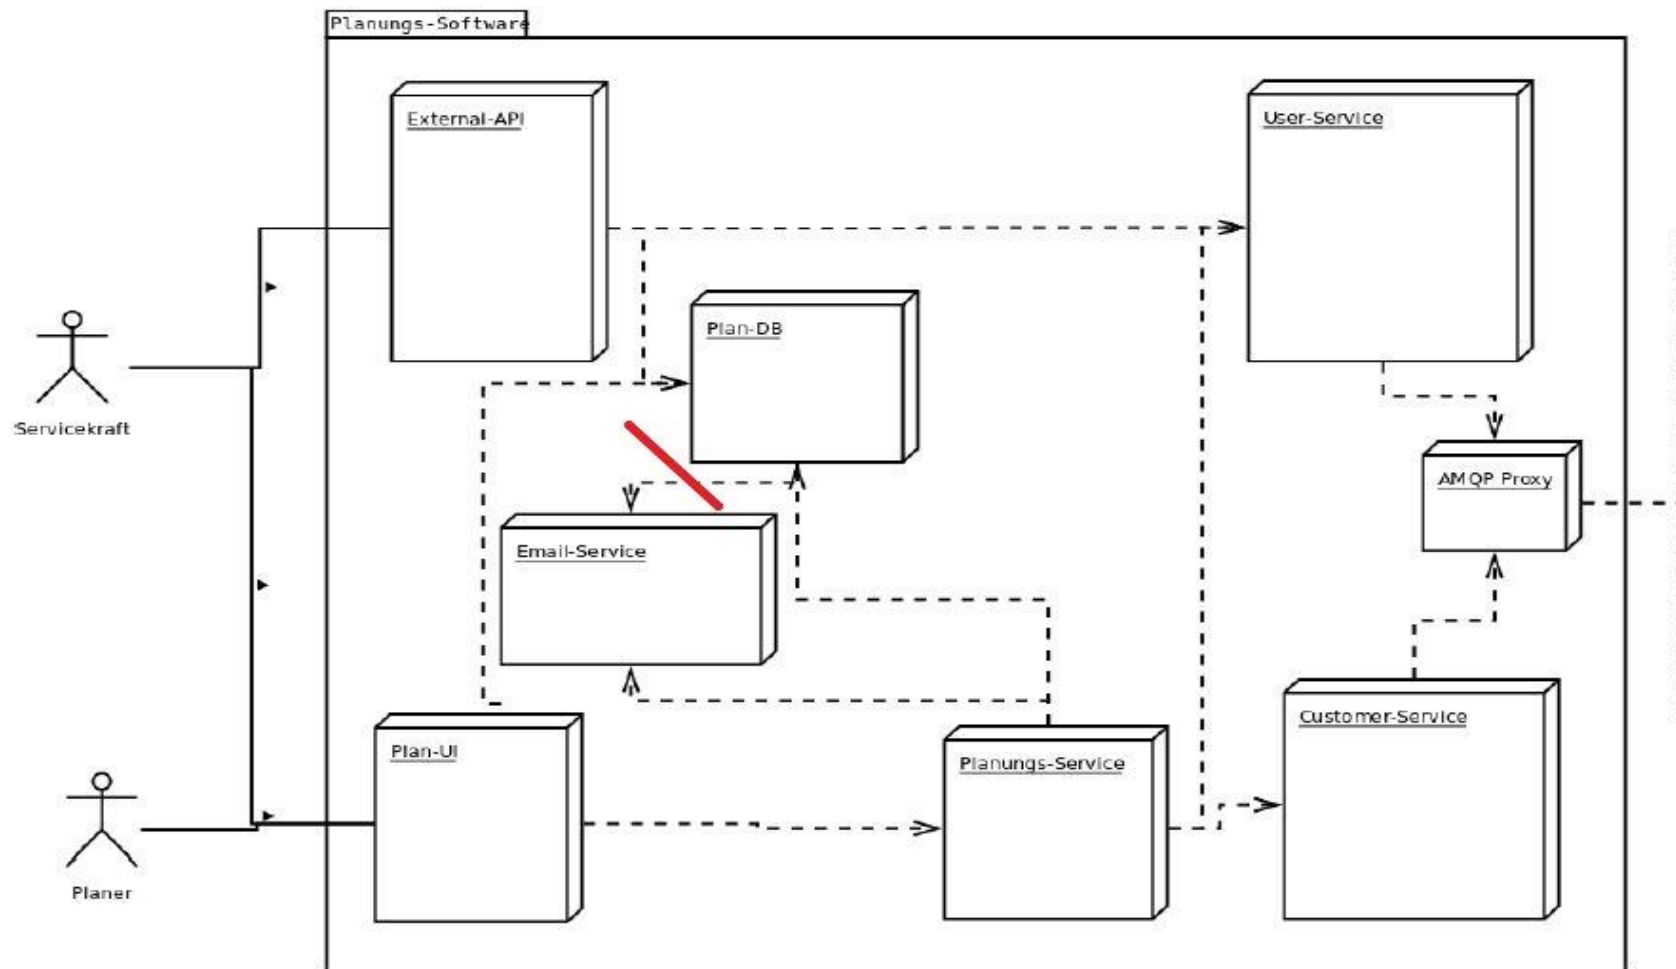 Planungs-Software
External-API
User-Service
Plan-DB
Servicekraft
AMQP Proxy
Email-Service
Customer-Service
Plan-UI
Planungs-Service
Planer